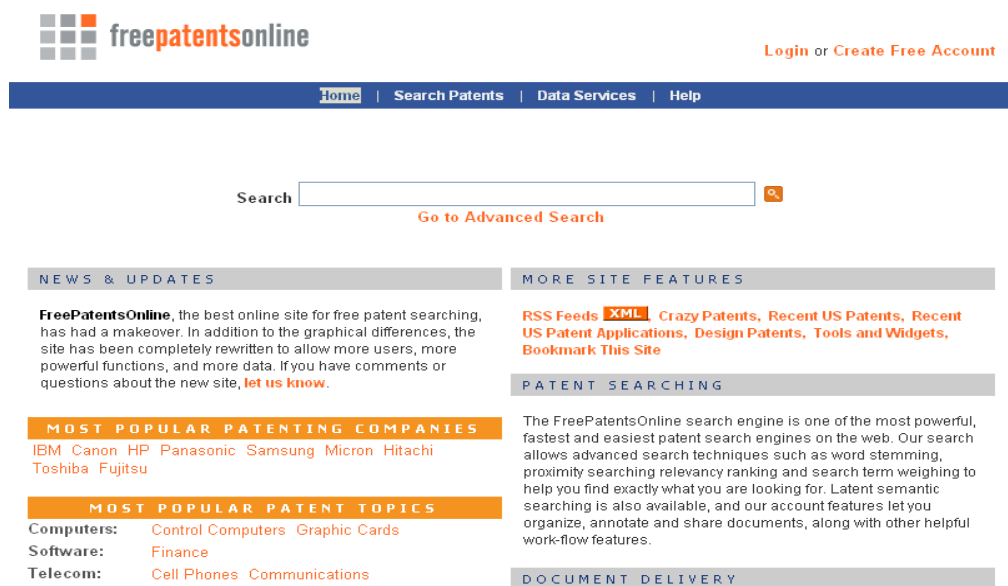 freepatentsonline
Login or Create Free Account
Home | Search Patents | Data Services | Help
Search
Go to Advanced Search
NEWS & UPDATES
FreePatentsOnline, the best online site for free patent searching,
has had a makeover. In addition to the graphical differences, the
site has been completely rewritten to allow more users, more
powerful functions, and more data. If you have comments or
questions about the new site, let us know.
MOST POPULAR PATENTING COMPANIES
IBM Canon HP Panasonic Samsung Micron Hitachi
Toshiba Fujitsu
MOST POPULAR PATENT TOPICS
Computers: Control Computers Graphic Cards
Software: Finance
Telecom: Cell Phones Communications
MORE SITE FEATURES
RSS Feeds XML, Crazy Patents, Recent US Patents, Recent
US Patent Applications, Design Patents, Tools and Widgets,
Bookmark This Site
PATENT SEARCHING
The FreePatentsOnline search engine is one of the most powerful,
fastest and easiest patent search engines on the web. Our search
allows advanced search techniques such as word stemming,
proximity searching relevancy ranking and search term weighing to
help you find exactly what you are looking for. Latent semantic
searching is also available, and our account features let you
organize, annotate and share documents, along with other helpful
work-flow features.
DOCUMENT DELIVERY